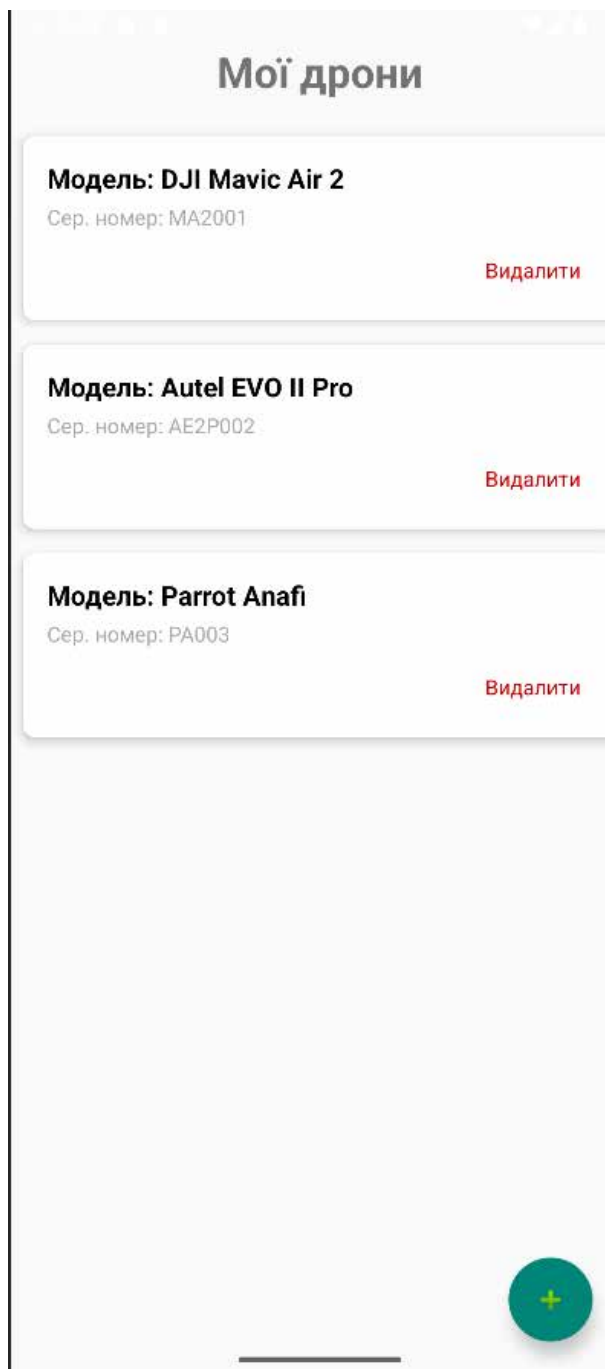 Мої дрони
Модель: DJI Mavic Air 2
Сер. номер: MA2001
Видалити
Модель: Autel EVO II Pro
Сер. номер: AE2P002
Видалити
Модель: Parrot Anafi
Сер. номер: PA003
Видалити
+